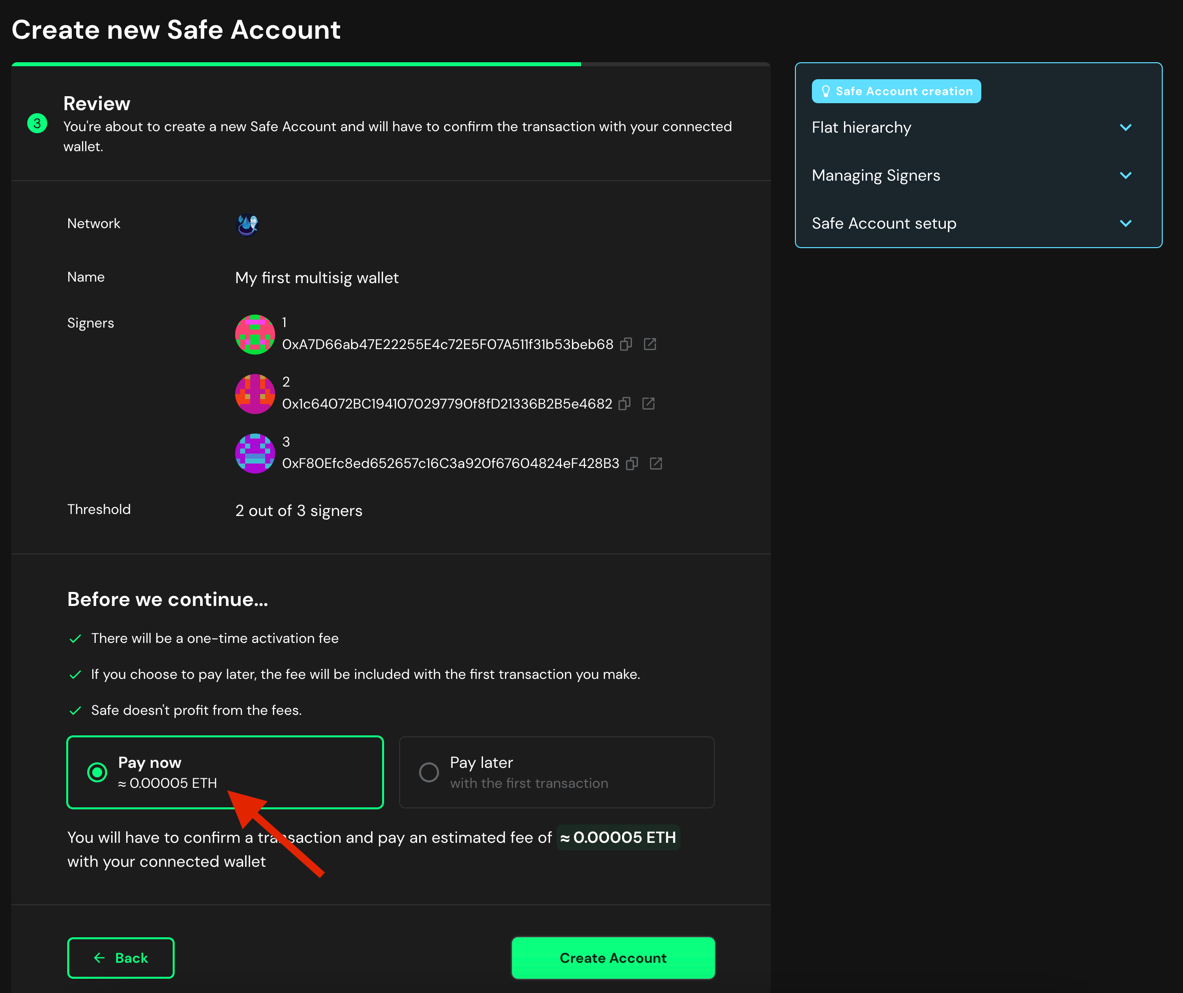 Create new Safe Account
3
Review
You're about to create a new Safe Account and will have to confirm the transaction with your connected
wallet.
Network
Name
My first multisig wallet
Signers
1
0xA7D66ab47E22255E4c72E5F07A511f31b53beb68
2
0x1c64072BC1941070297790f8fD21336B2B5e4682
3
0xF80Efc8ed652657c16C3a920f67604824eF428B3
Threshold
2 out of 3 signers
Before we continue...
There will be a one-time activation fee
If you choose to pay later, the fee will be included with the first transaction you make.
Safe doesn't profit from the fees.
Pay now
≈ 0.00005 ETH
Pay later
with the first transaction
You will have to confirm a transaction and pay an estimated fee of ≈ 0.00005 ETH
with your connected wallet
Back
Create Account
Safe Account creation
Flat hierarchy
Managing Signers
Safe Account setup